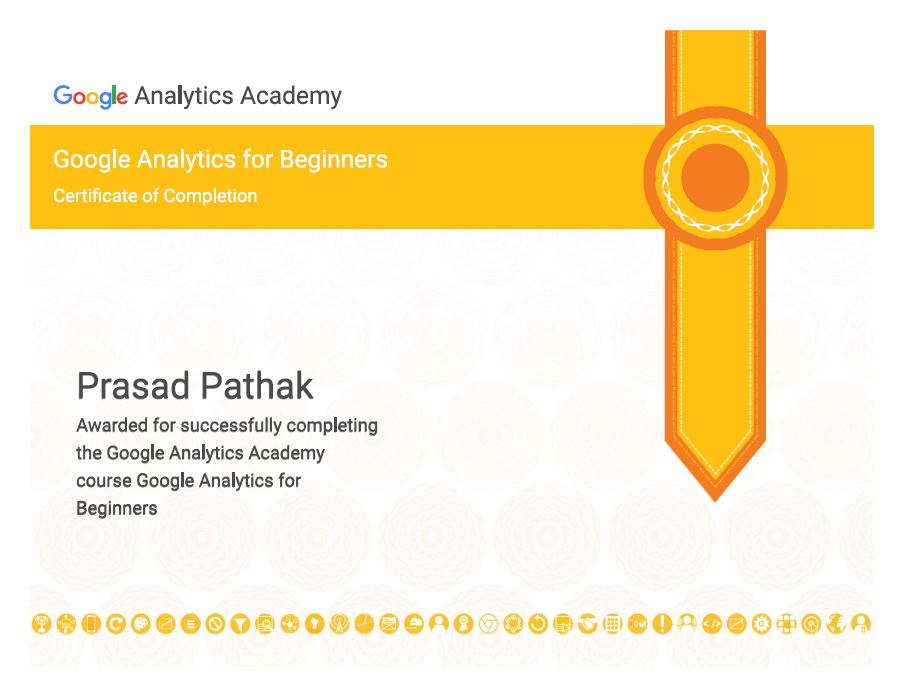 Google Analytics Academy
Google Analytics for Beginners
Certificate of Completion
Prasad Pathak
Awarded for successfully completing
the Google Analytics Academy
course Google Analytics for
Beginners